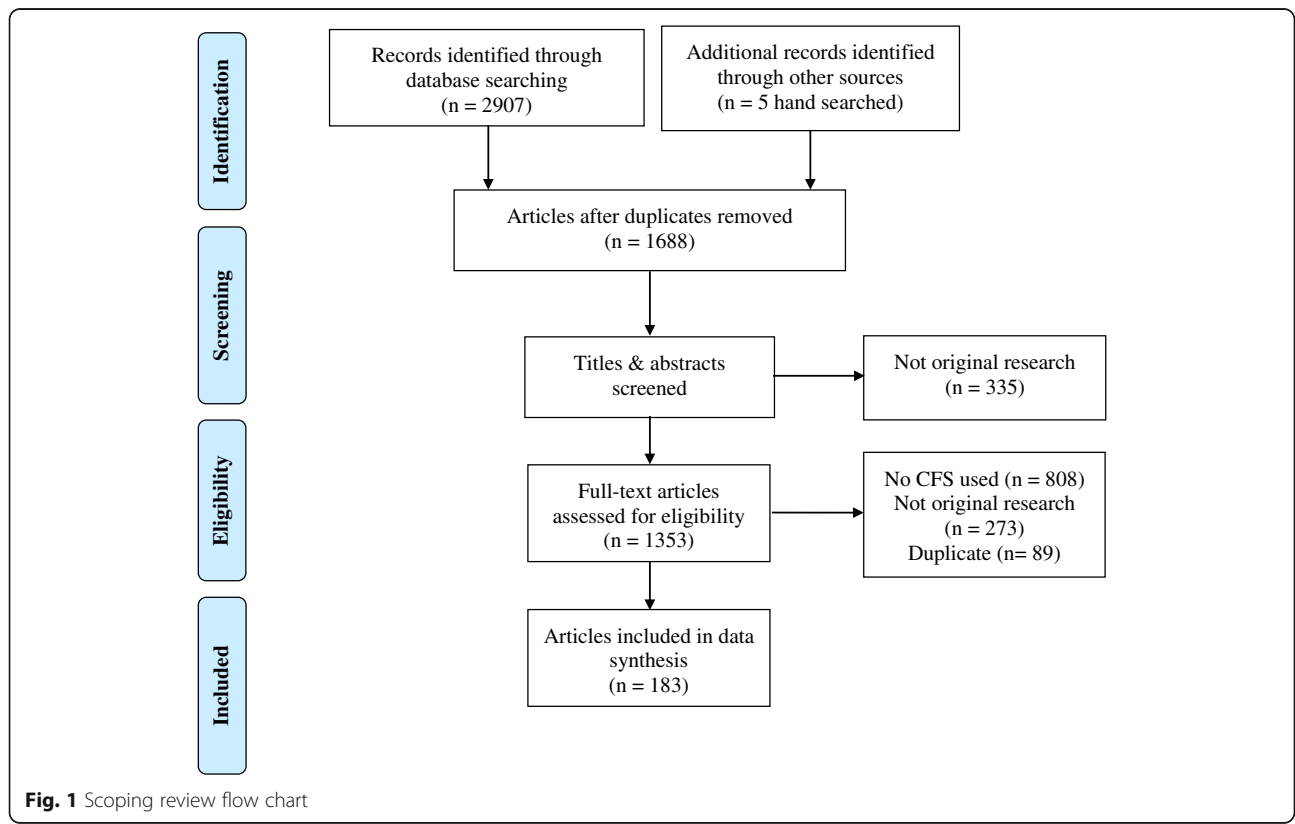 Identification
Records identified through
database searching
(n = 2907)
Additional records identified
through other sources
(n = 5 hand searched)
Articles after duplicates removed
(n = 1688)
Screening
Titles & abstracts
screened
Not original research
(n = 335)
Eligibility
Full-text articles
assessed for eligibility
(n = 1353)
No CFS used (n = 808)
Not original research
(n = 273)
Duplicate (n= 89)
Included
Articles included in data
synthesis
(n = 183)
Fig. 1 Scoping review flow chart